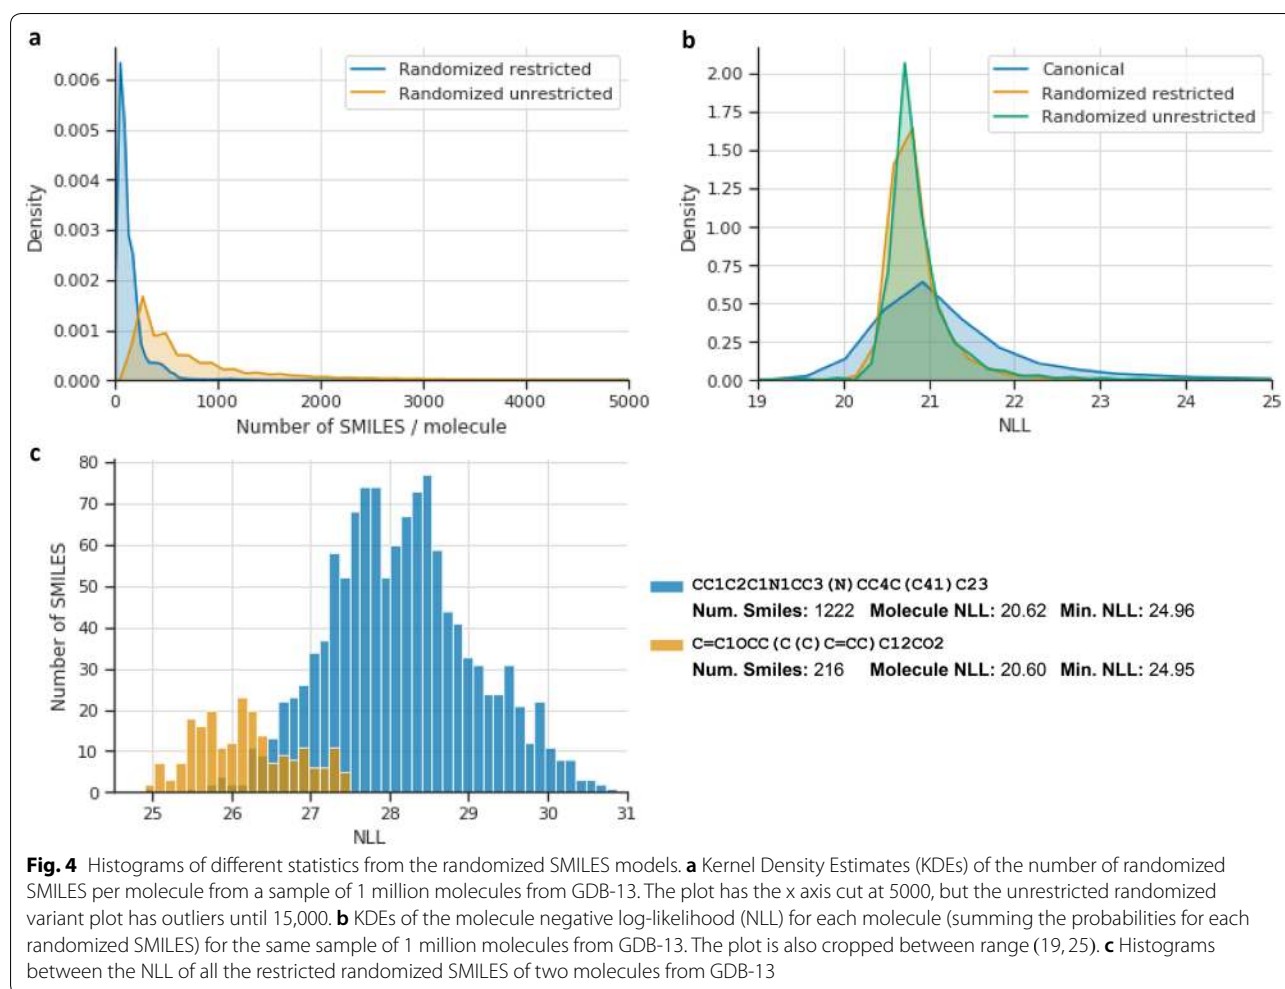 a
Density
0.006
0.005
0.004
0.003
0.002
0.001
0.000
0 1000 2000 3000 4000 5000
Number of SMILES / molecule
Randomized restricted
Randomized unrestricted
b
Density
2.00
1.75
1.50
1.25
1.00
0.75
0.50
0.25
0.00
19 20 21 22 23 24 25
NLL
Canonical
Randomized restricted
Randomized unrestricted
c
Number of SMILES
80
70
60
50
40
30
20
10
0
25 26 27 28 29 30 31
NLL
CC1C2C1N1CC3(N)CC4C(C41)C23
Num. Smiles: 1222 Molecule NLL: 20.62 Min. NLL: 24.96
C=C1OCC(C(C)C=CC)C12CO2
Num. Smiles: 216 Molecule NLL: 20.60 Min. NLL: 24.95
Fig. 4 Histograms of different statistics from the randomized SMILES models. a Kernel Density Estimates (KDEs) of the number of randomized
SMILES per molecule from a sample of 1 million molecules from GDB-13. The plot has the x axis cut at 5000, but the unrestricted randomized
variant plot has outliers until 15,000. b KDEs of the molecule negative log-likelihood (NLL) for each molecule (summing the probabilities for each
randomized SMILES) for the same sample of 1 million molecules from GDB-13. The plot is also cropped between range (19, 25). c Histograms
between the NLL of all the restricted randomized SMILES of two molecules from GDB-13